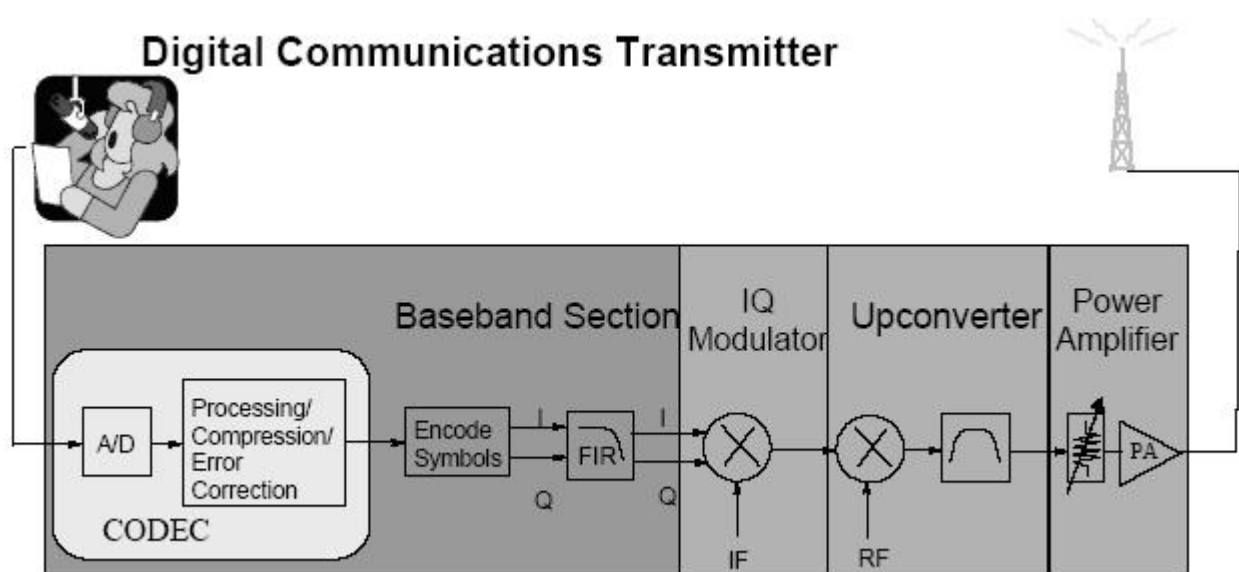 Digital Communications Transmitter
Baseband Section
IQ
Modulator
Upconverter
Power
Amplifier
A/D
Processing/
Compression/
Error
Correction
CODEC
Encode
Symbols
I
Q
FIR
I
Q
IF
RF
PA